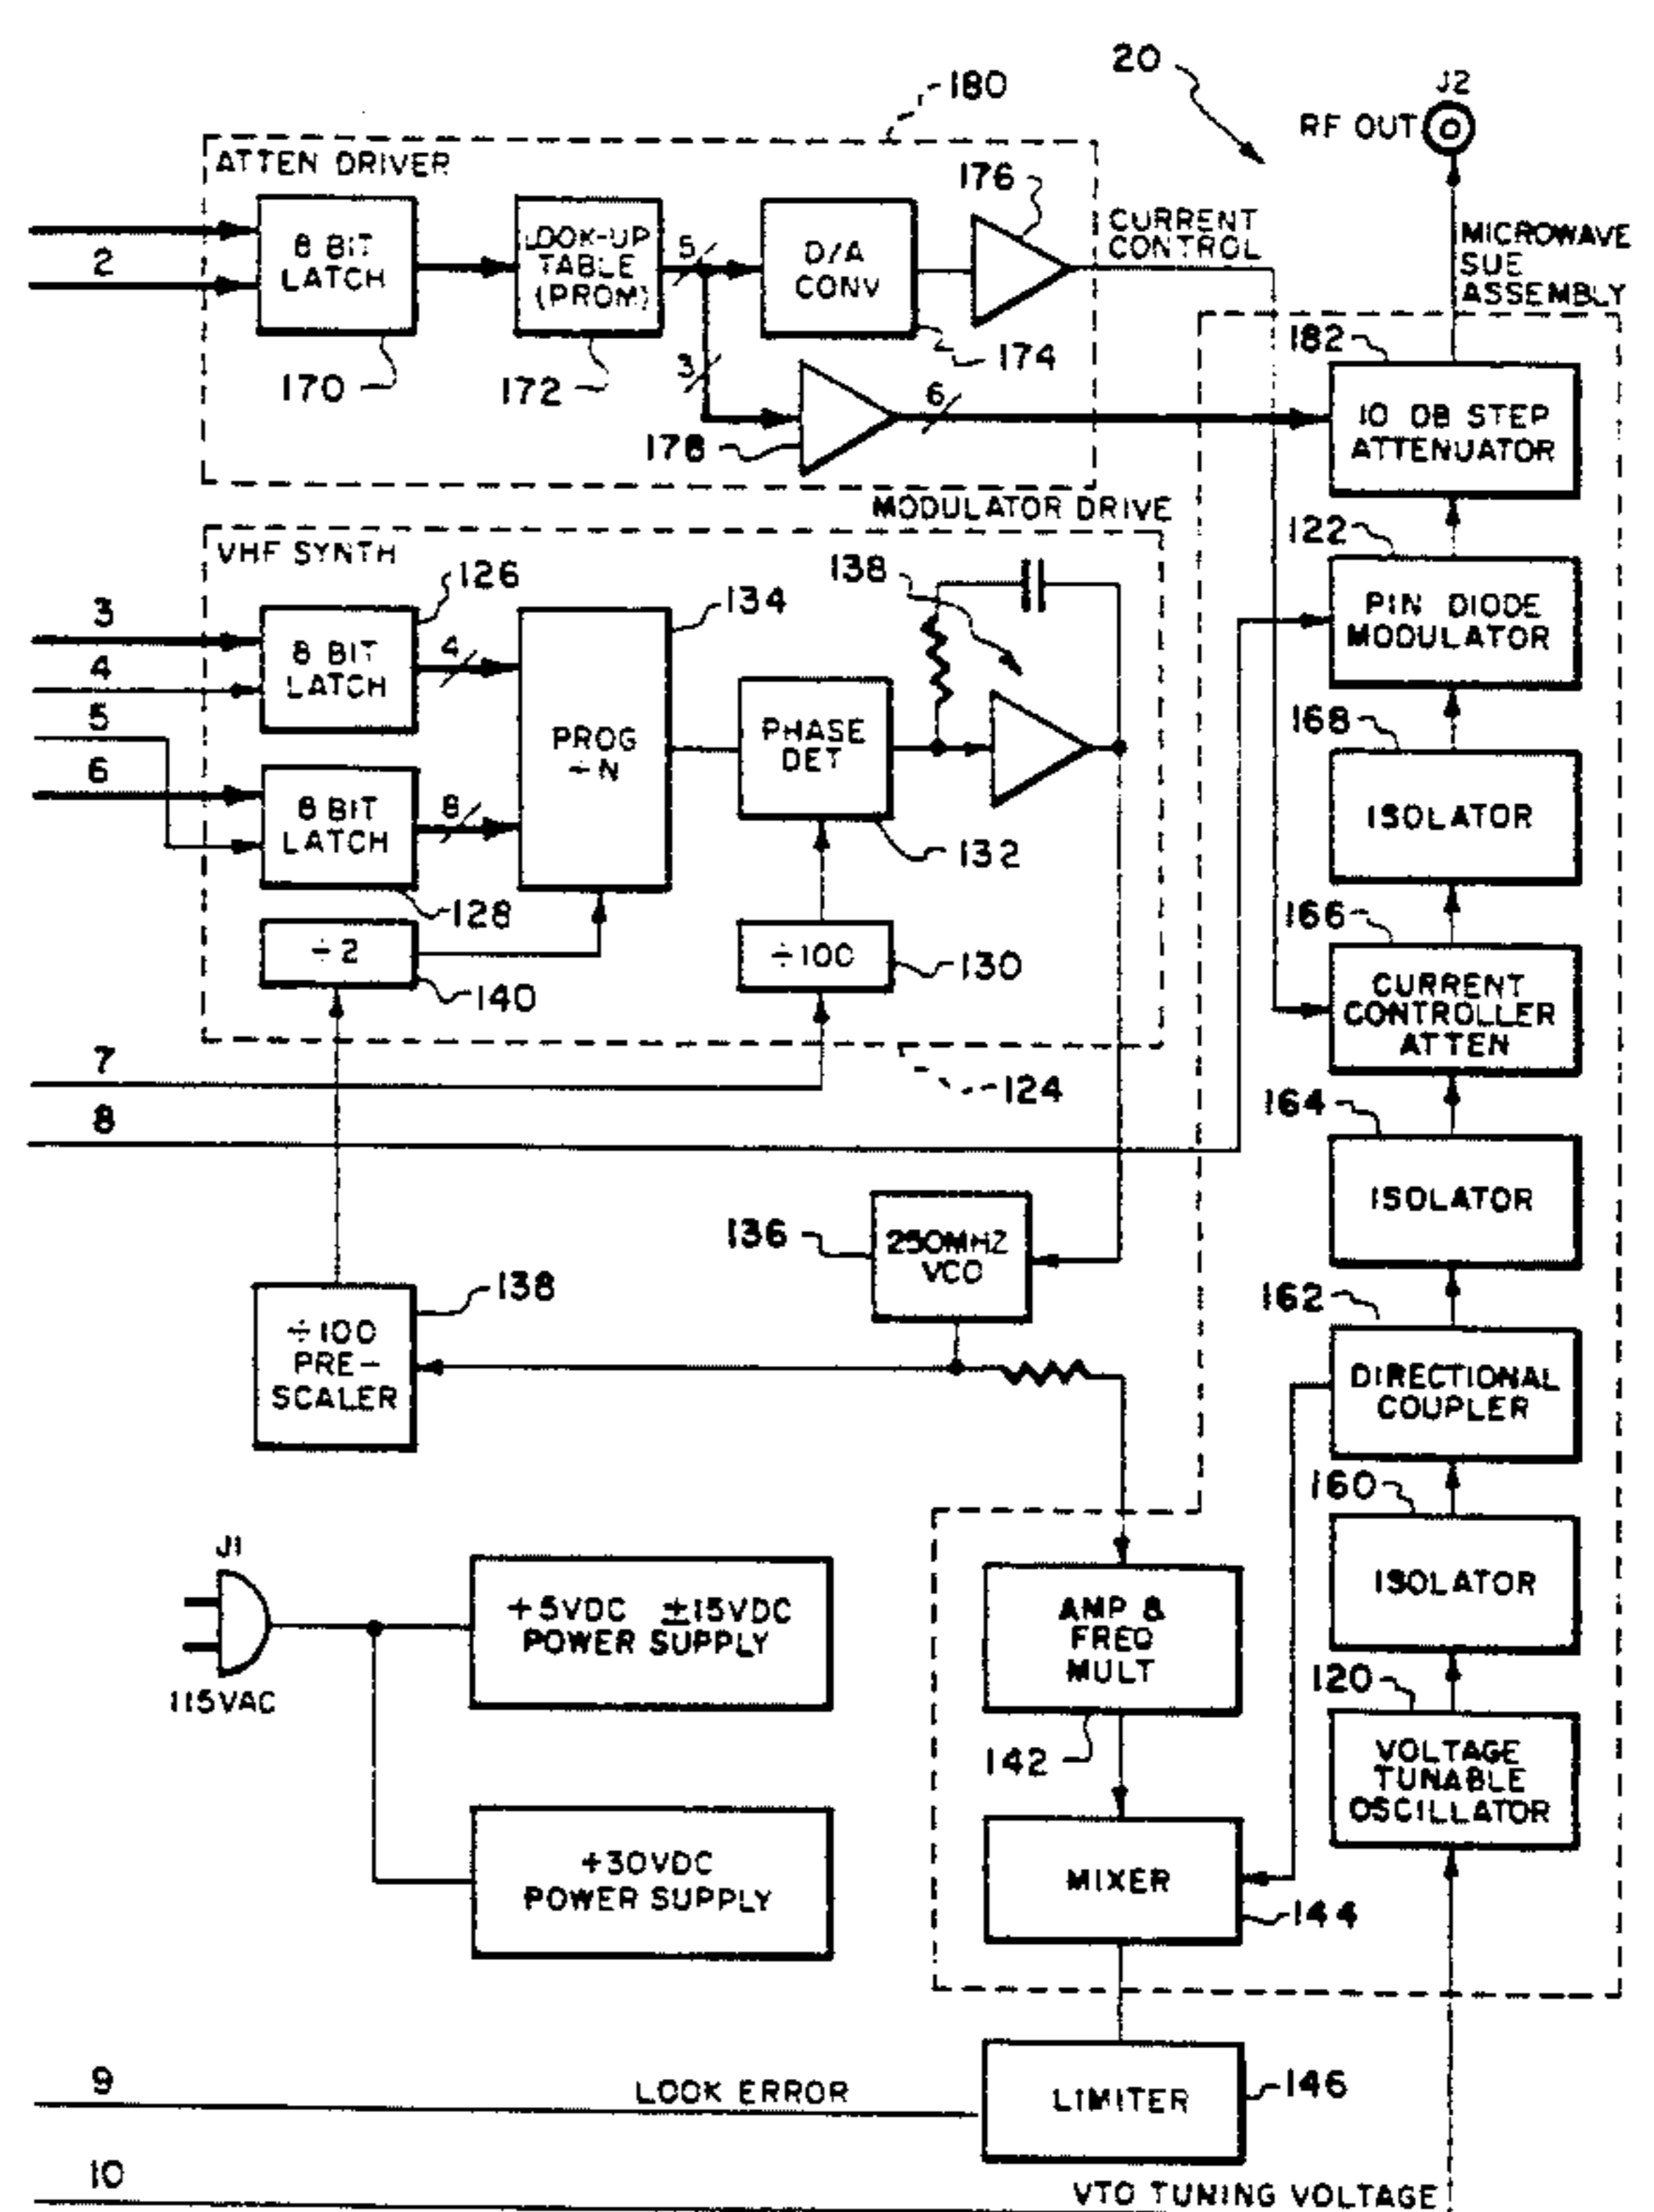 20
J2
RF OUT
180
ATTEN DRIVER
176
CURRENT
CONTROL
MICROWAVE
SUE
ASSEMBLY
2
8 BIT
LATCH
LOOK-UP
TABLE
(PROM)
5
D/A
CONV
170
172
174
3
178
6
182
10 DB STEP
ATTENUATOR
MODULATOR DRIVE
VHF SYNTH
126
134
138
122
PIN DIODE
MODULATOR
3
4
5
6
8 BIT
LATCH
4
PROG
÷N
PHASE
DET
168
ISOLATOR
8 BIT
LATCH
8
132
128
÷2
140
÷100
130
166
CURRENT
CONTROLLER
ATTEN
7
124
8
164
ISOLATOR
136
250MHZ
VCO
138
÷100
PRE-
SCALER
162
DIRECTIONAL
COUPLER
160
ISOLATOR
J1
115VAC
+5VDC ±15VDC
POWER SUPPLY
AMP &
FREQ
MULT
142
120
VOLTAGE
TUNABLE
OSCILLATOR
+30VDC
POWER SUPPLY
MIXER
144
9
LOOK ERROR
LIMITER
146
10
VTO TUNING VOLTAGE